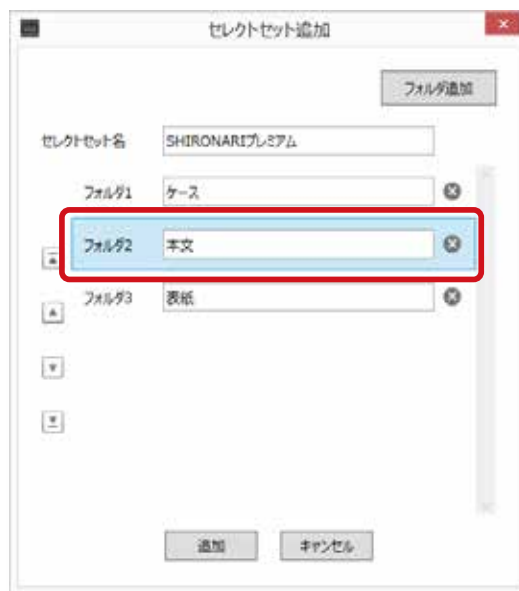 セレクトセット追加
フォルダ追加
セレクトセット名 SHIRONARIプレミアム
フォルダ1 ケース
フォルダ2 本文
フォルダ3 表紙
追加 キャンセル